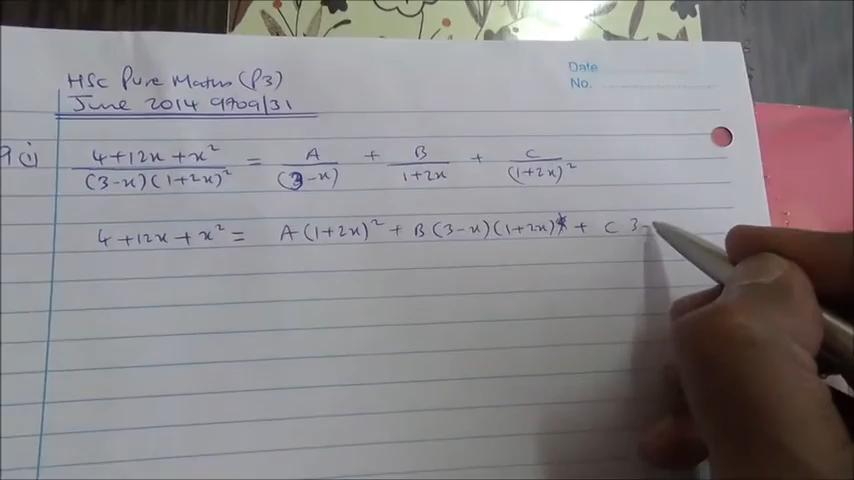 HSC Pure Maths (P3)
June 2014 9709/31
Date
No.
9 (i) (4+12x+x²)/((3-x)(1+2x)²) = A/(3-x) + B/(1+2x) + C/(1+2x)²
4+12x+x² = A(1+2x)² + B(3-x)(1+2x) + C 3-